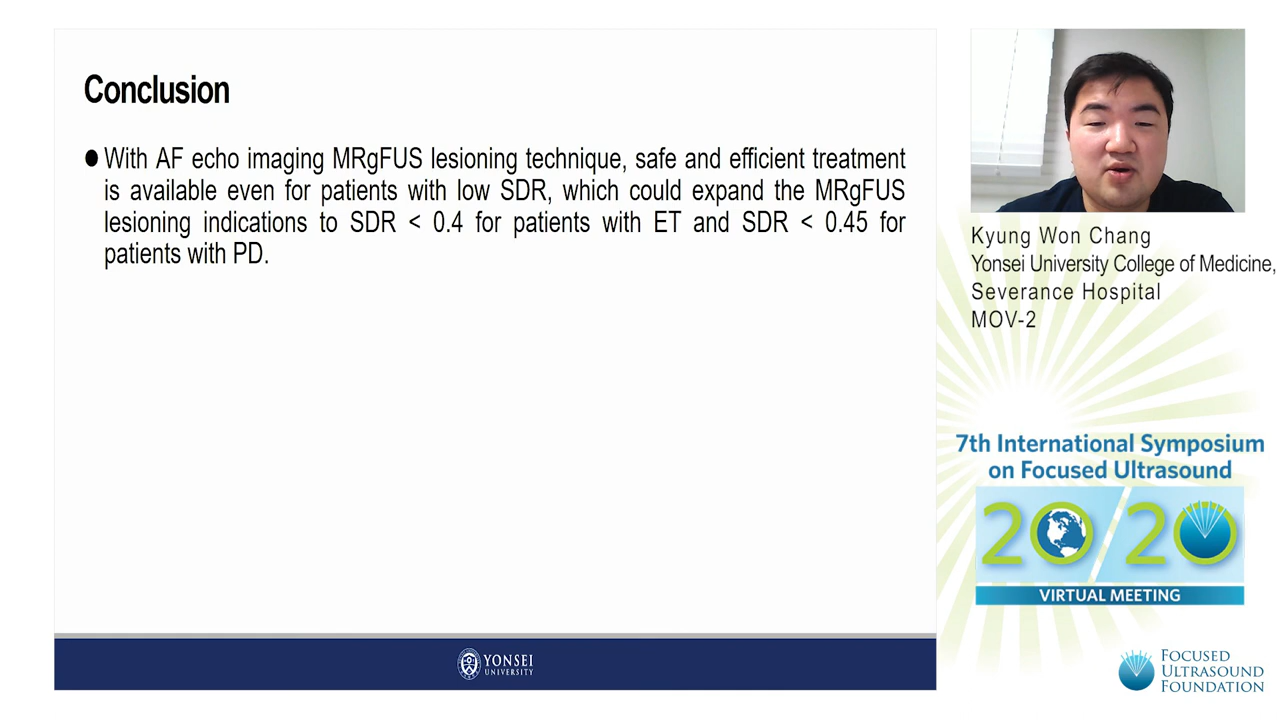 Conclusion
● With AF echo imaging MRgFUS lesioning technique, safe and efficient treatment
is available even for patients with low SDR, which could expand the MRgFUS
lesioning indications to SDR < 0.4 for patients with ET and SDR < 0.45 for
patients with PD.
YONSEI
UNIVERSITY
Kyung Won Chang
Yonsei University College of Medicine,
Severance Hospital
MOV-2
7th International Symposium
on Focused Ultrasound
20/20
VIRTUAL MEETING
FOCUSED
ULTRASOUND
FOUNDATION